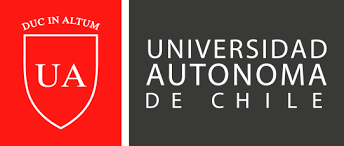 DUC IN ALTUM
UA
UNIVERSIDAD
AUTONOMA
DE CHILE